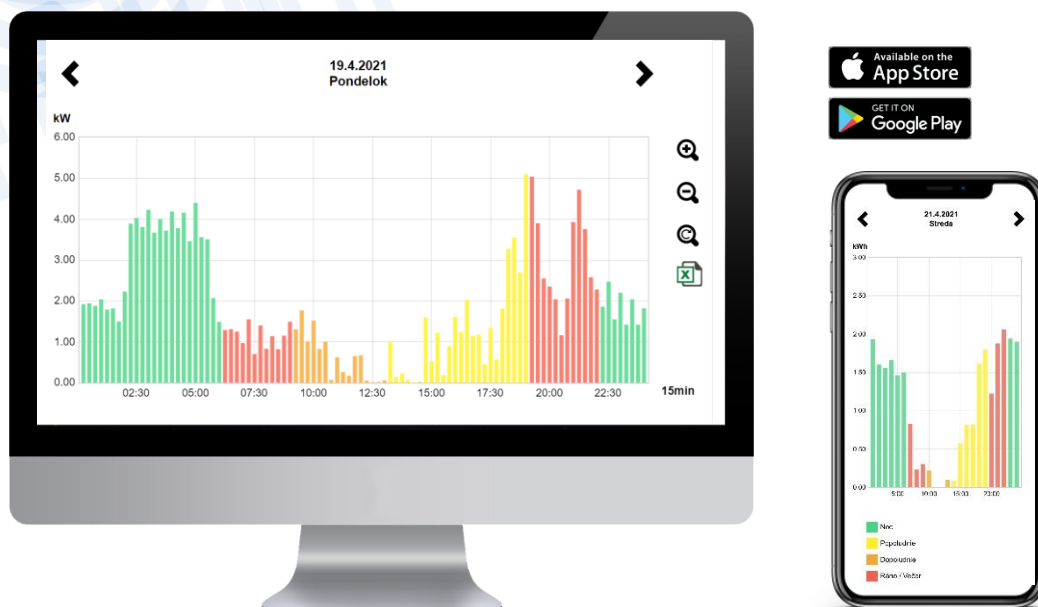 19.4.2021
Pondelok
kW
6.00
5.00
4.00
3.00
2.00
1.00
0.00
02:30 05:00 07:30 10:00 12:30 15:00 17:30 20:00 22:30 15min
Available on the
App Store
GET IT ON
Google Play
21.4.2021
Streda
kWh
3.00
2.50
2.00
1.50
1.00
0.50
0.00
5:00 10:00 15:00 20:00
Noc
Popoludnie
Dopoludnie
Ráno / Večer